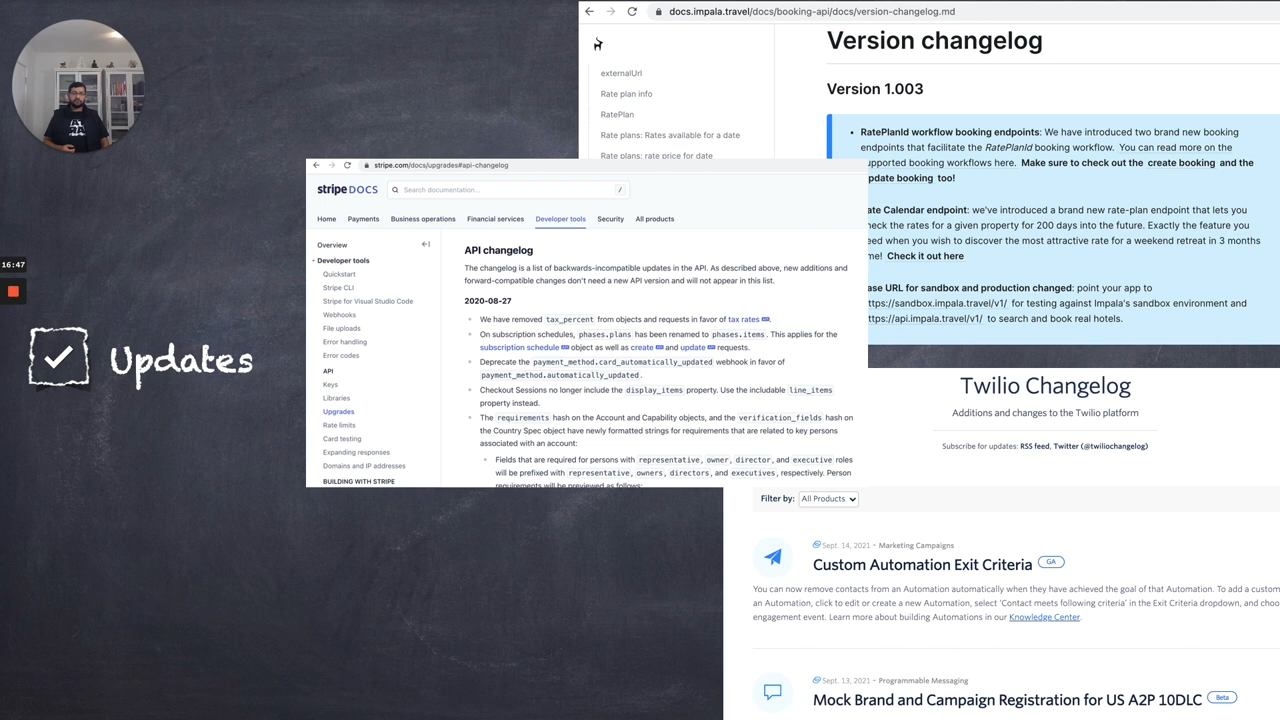 docs.impala.travel/docs/booking-api/docs/version-changelog.md
externalUrl
Rate plan info
RatePlan
Rate plans: Rates available for a date
Rate plans: rate price for date
Version changelog
Version 1.003
RatePlanId workflow booking endpoints: We have introduced two brand new booking
endpoints that facilitate the RatePlanId booking workflow. You can read more on the
upported booking workflows here. Make sure to check out the create booking and the
pdate booking too!
ate Calendar endpoint: we've introduced a brand new rate-plan endpoint that lets you
heck the rates for a given property for 200 days into the future. Exactly the feature you
eed when you wish to discover the most attractive rate for a weekend retreat in 3 months
me! Check it out here
ase URL for sandbox and production changed: point your app to
ttps://sandbox.impala.travel/v1/ for testing against Impala's sandbox environment and
ttps://api.impala.travel/v1/ to search and book real hotels.
16:47
Updates
stripe.com/docs/upgrades#api-changelog
stripe DOCS
Search documentation...
/
Home Payments Business operations Financial services Developer tools Security All products
Overview
Developer tools
Quickstart
Stripe CLI
Stripe for Visual Studio Code
Webhooks
File uploads
Error handling
Error codes
API
Keys
Libraries
Upgrades
Rate limits
Card testing
Expanding responses
Domains and IP addresses
BUILDING WITH STRIPE
API changelog
The changelog is a list of backwards-incompatible updates in the API. As described above, new additions and
forward-compatible changes don't need a new API version and will not appear in this list.
2020-08-27
We have removed tax_percent from objects and requests in favor of tax rates.
On subscription schedules, phases.plans has been renamed to phases.items. This applies for the
subscription schedule object as well as create and update requests.
Deprecate the payment_method.card_automatically_updated webhook in favor of
payment_method.automatically_updated.
Checkout Sessions no longer include the display_items property. Use the includable line_items
property instead.
The requirements hash on the Account and Capability objects, and the verification_fields hash on
the Country Spec object have newly formatted strings for requirements that are related to key persons
associated with an account:
Fields that are required for persons with representative, owner, director, and executive roles
will be prefixed with representative, owners, directors, and executives, respectively. Person
requirements will be previewed as follows:
Twilio Changelog
Additions and changes to the Twilio platform
Subscribe for updates: RSS feed, Twitter (@twiliochangelog)
Filter by: All Products
Sept. 14, 2021 - Marketing Campaigns
Custom Automation Exit Criteria GA
You can now remove contacts from an Automation automatically when they have achieved the goal of that Automation. To add a custom
an Automation, click to edit or create a new Automation, select 'Contact meets following criteria' in the Exit Criteria dropdown, and choo
engagement event. Learn more about building Automations in our Knowledge Center.
Sept. 13, 2021 - Programmable Messaging
Mock Brand and Campaign Registration for US A2P 10DLC Beta